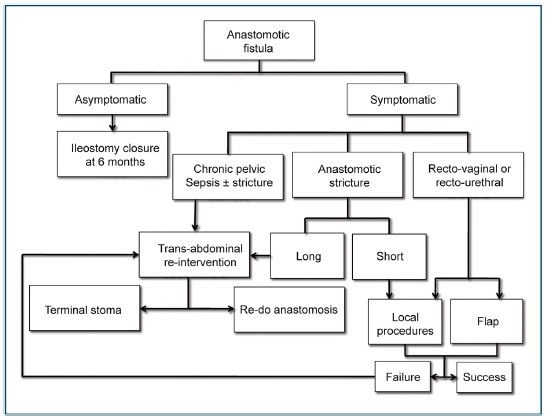 Anastomotic
fistula
Asymptomatic
Symptomatic
Ileostomy closure
at 6 months
Chronic pelvic
Sepsis ± stricture
Anastomotic
stricture
Recto-vaginal or
recto-urethral
Trans-abdominal
re-intervention
Long
Short
Terminal stoma
Re-do anastomosis
Local
procedures
Flap
Failure
Success